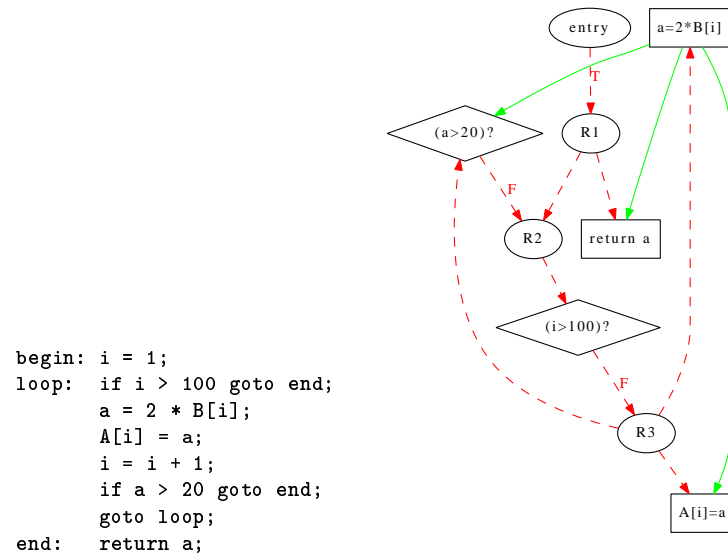 entry
a=2*B[i]
T
(a>20)?
R1
F
R2
return a
(i>100)?
F
R3
A[i]=a
begin: i = 1;
loop:  if i > 100 goto end;
       a = 2 * B[i];
       A[i] = a;
       i = i + 1;
       if a > 20 goto end;
       goto loop;
end:   return a;